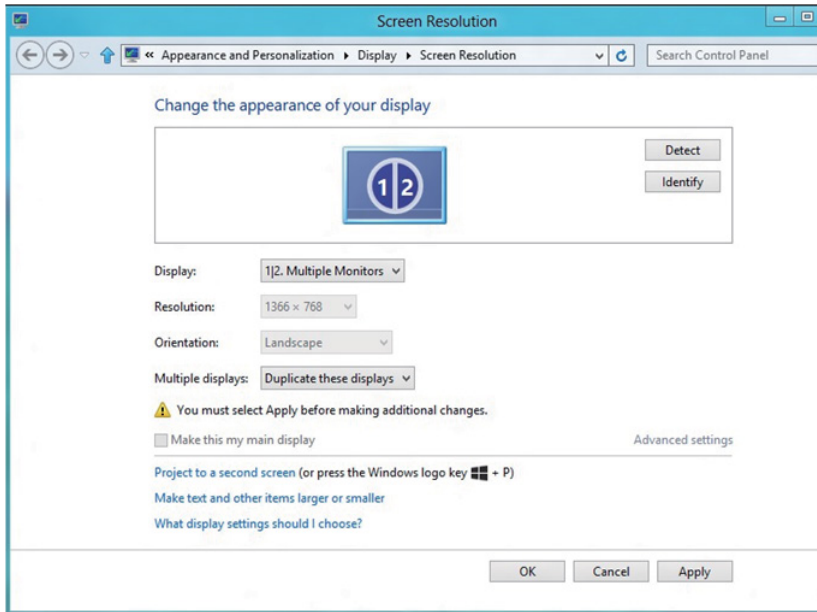 Screen Resolution
« Appearance and Personalization Display Screen Resolution Search Control Panel
Change the appearance of your display
1 2
Detect
Identify
Display: 1|2. Multiple Monitors
Resolution: 1366 × 768
Orientation: Landscape
Multiple displays: Duplicate these displays
You must select Apply before making additional changes.
Make this my main display Advanced settings
Project to a second screen (or press the Windows logo key + P)
Make text and other items larger or smaller
What display settings should I choose?
OK Cancel Apply